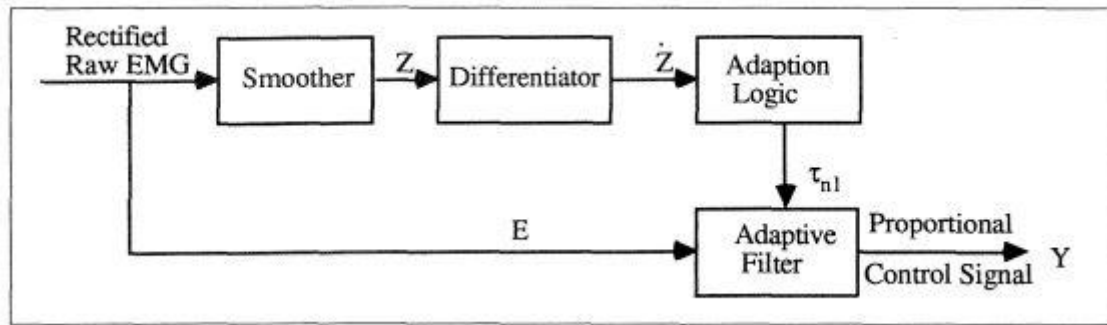 Rectified
Raw EMG
Smoother
Z
Differentiator
Ż
Adaption
Logic
τn1
E
Adaptive
Filter
Proportional
Control Signal
Y